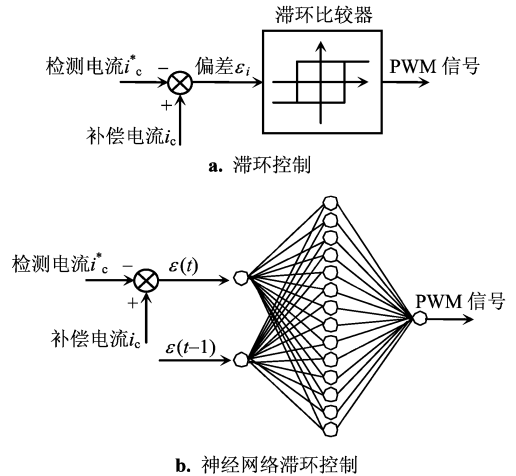 滞环比较器
检测电流i*c
−
偏差εi
PWM 信号
+
补偿电流ic
a. 滞环控制
检测电流i*c
−
ε(t)
+
补偿电流ic
PWM 信号
ε(t−1)
b. 神经网络滞环控制